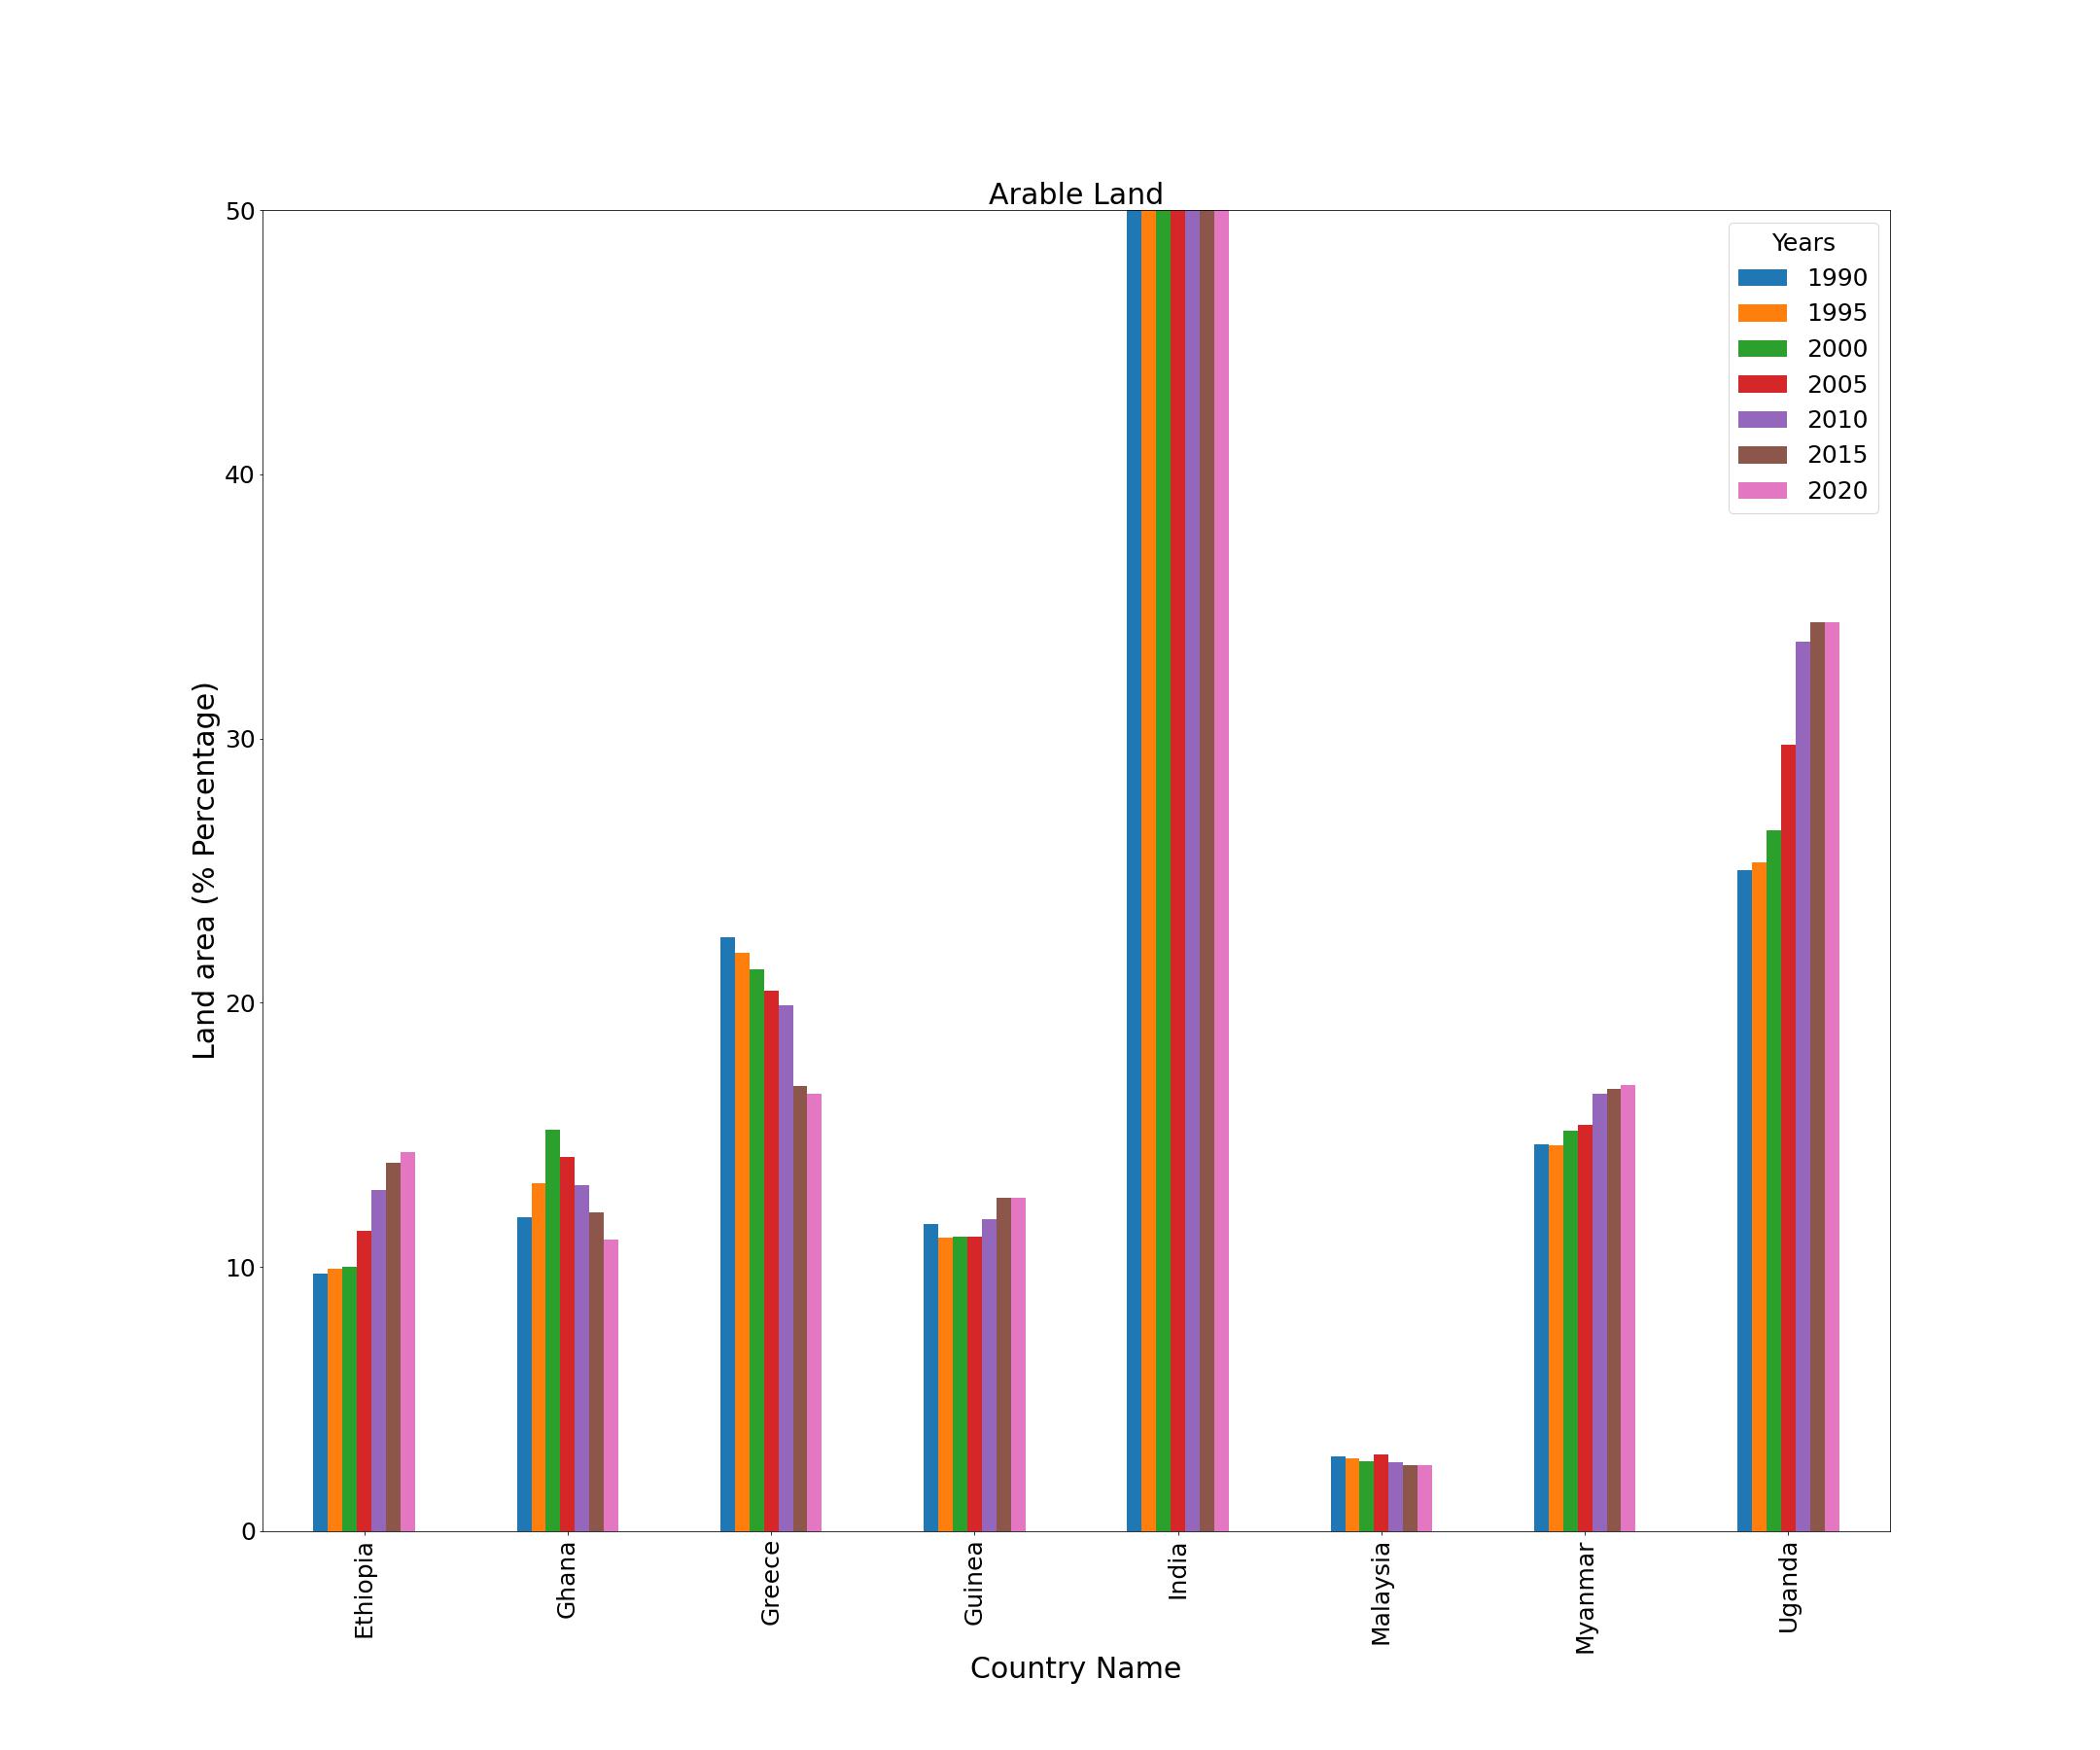 Arable Land
50
40
30
20
10
0
Land area (% Percentage)
Years
1990
1995
2000
2005
2010
2015
2020
Ethiopia
Ghana
Greece
Guinea
India
Malaysia
Myanmar
Uganda
Country Name